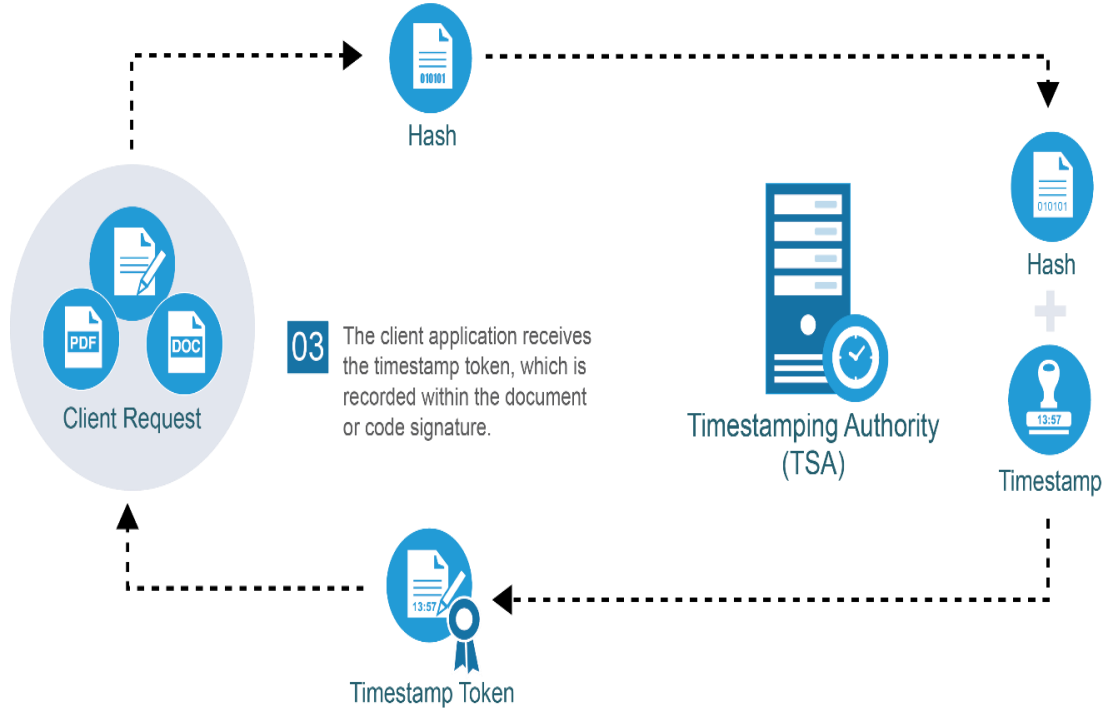 010101
Hash
010101
Hash
PDF
DOC
Client Request
03
The client application receives
the timestamp token, which is
recorded within the document
or code signature.
Timestamping Authority
(TSA)
13:57
Timestamp
13:57
Timestamp Token